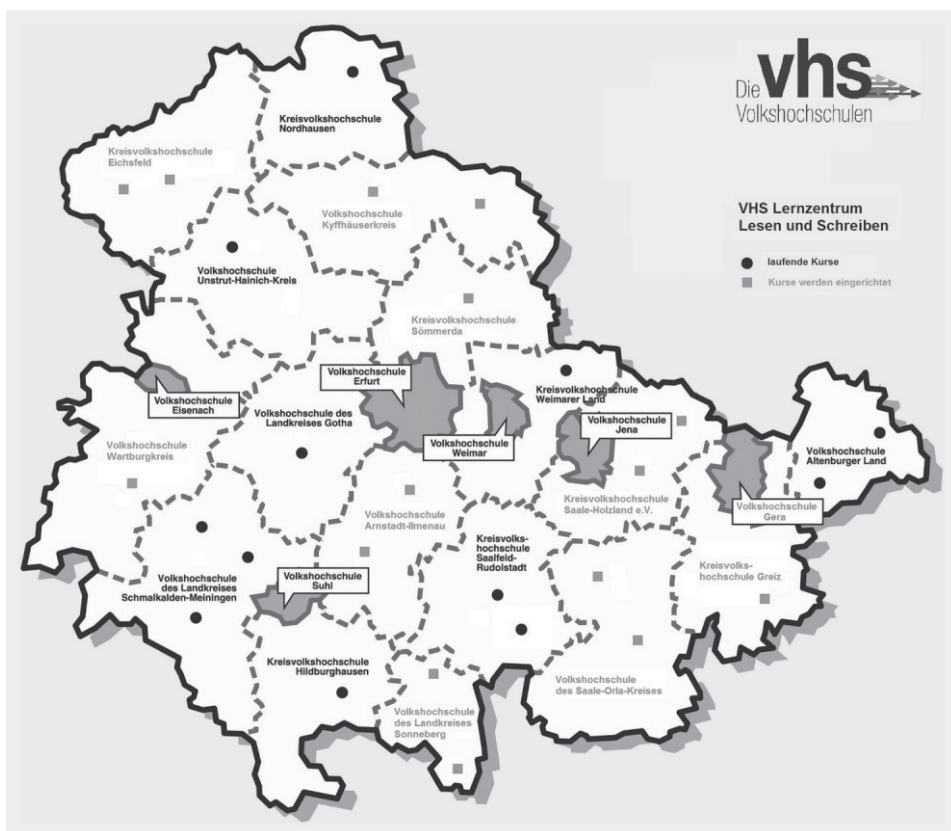 Die vhs
Volkshochschulen
VHS Lernzentrum
Lesen und Schreiben
laufende Kurse
Kurse werden eingerichtet
Kreisvolkshochschule
Nordhausen
Kreisvolkshochschule
Eichsfeld
Volkshochschule
Kyffhäuserkreis
Volkshochschule
Unstrut-Hainich-Kreis
Kreisvolkshochschule
Sömmerda
Volkshochschule
Erfurt
Kreisvolkshochschule
Weimarer Land
Volkshochschule
Eisenach
Volkshochschule des
Landkreises Gotha
Volkshochschule
Weimar
Volkshochschule
Jena
Volkshochschule
Wartburgkreis
Volkshochschule
Altenburger Land
Kreisvolkshochschule
Saale-Holzland e.V.
Volkshochschule
Gera
Volkshochschule
Arnstadt-Ilmenau
Kreisvolks-
hochschule
Saalfeld-
Rudolstadt
Kreisvolks-
hochschule Greiz
Volkshochschule
des Landkreises
Schmalkalden-Meiningen
Volkshochschule
Suhl
Kreisvolkshochschule
Hildburghausen
Volkshochschule
des Saale-Orla-Kreises
Volkshochschule
des Landkreises
Sonneberg